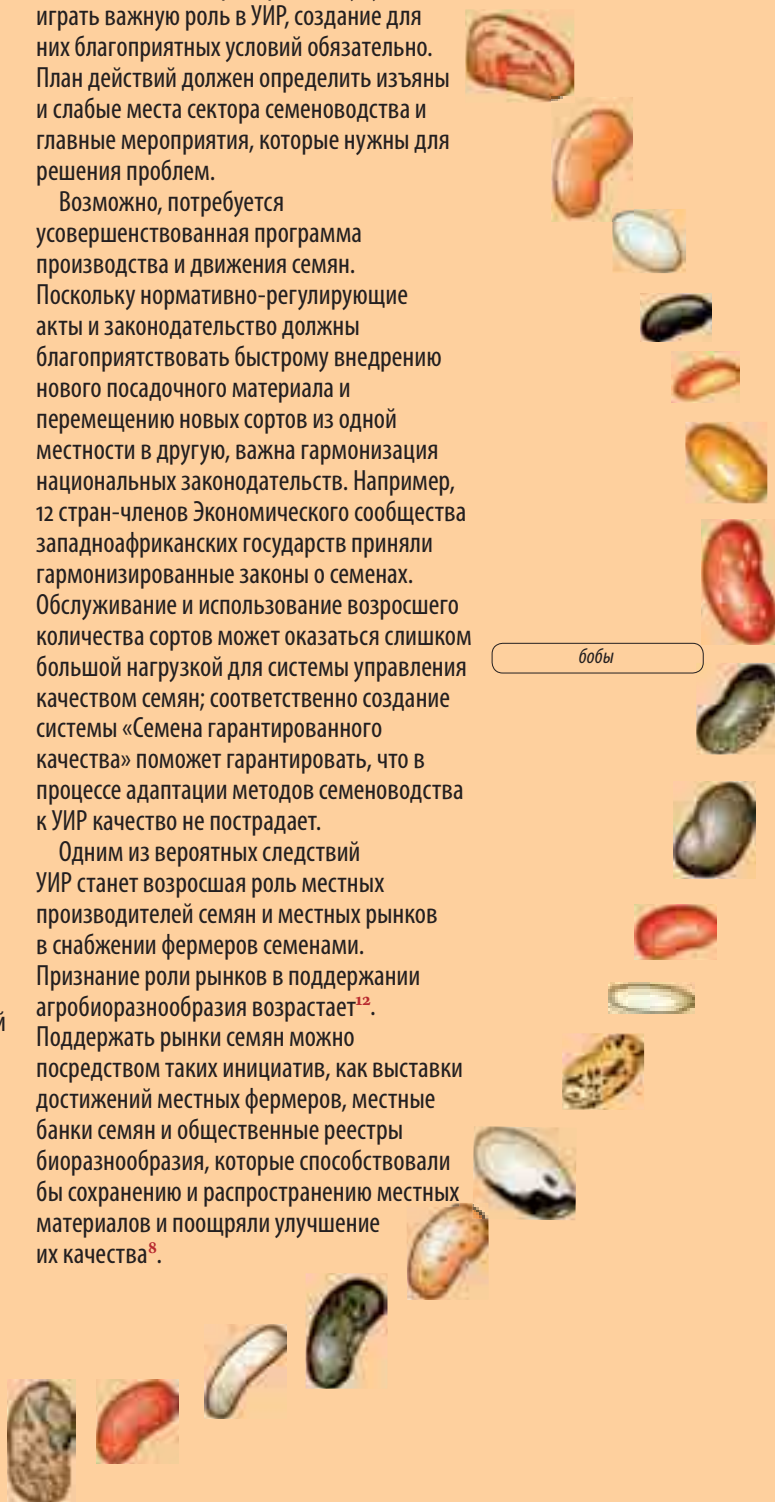 играть важную роль в УИР, создание для
них благоприятных условий обязательно.
План действий должен определить изъяны
и слабые места сектора семеноводства и
главные мероприятия, которые нужны для
решения проблем.
Возможно, потребуется
усовершенствованная программа
производства и движения семян.
Поскольку нормативно-регулирующие
акты и законодательство должны
благоприятствовать быстрому внедрению
нового посадочного материала и
перемещению новых сортов из одной
местности в другую, важна гармонизация
национальных законодательств. Например,
12 стран-членов Экономического сообщества
западноафриканских государств приняли
гармонизированные законы о семенах.
Обслуживание и использование возросшего
количества сортов может оказаться слишком
большой нагрузкой для системы управления
качеством семян; соответственно создание
системы «Семена гарантированного
качества» поможет гарантировать, что в
процессе адаптации методов семеноводства
к УИР качество не пострадает.
Одним из вероятных следствий
УИР станет возросшая роль местных
производителей семян и местных рынков
в снабжении фермеров семенами.
Признание роли рынков в поддержании
агробиоразнообразия возрастает¹².
Поддержать рынки семян можно
посредством таких инициатив, как выставки
достижений местных фермеров, местные
банки семян и общественные реестры
биоразнообразия, которые способствовали
бы сохранению и распространению местных
материалов и поощряли улучшение
их качества⁸.
й
бобы